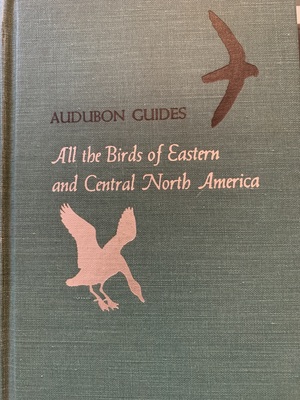 AUDUBON GUIDES
All the Birds of Eastern
and Central North America